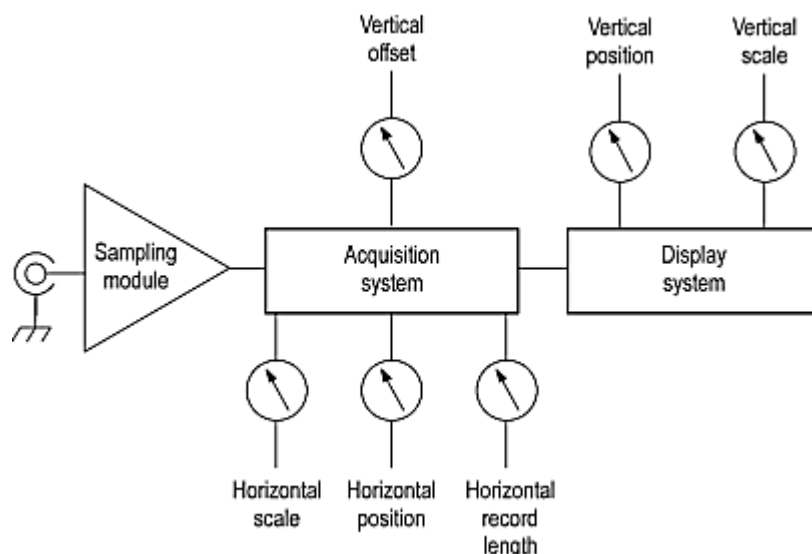 Vertical
offset
Vertical
position
Vertical
scale
Sampling
module
Acquisition
system
Display
system
Horizontal
scale
Horizontal
position
Horizontal
record
length